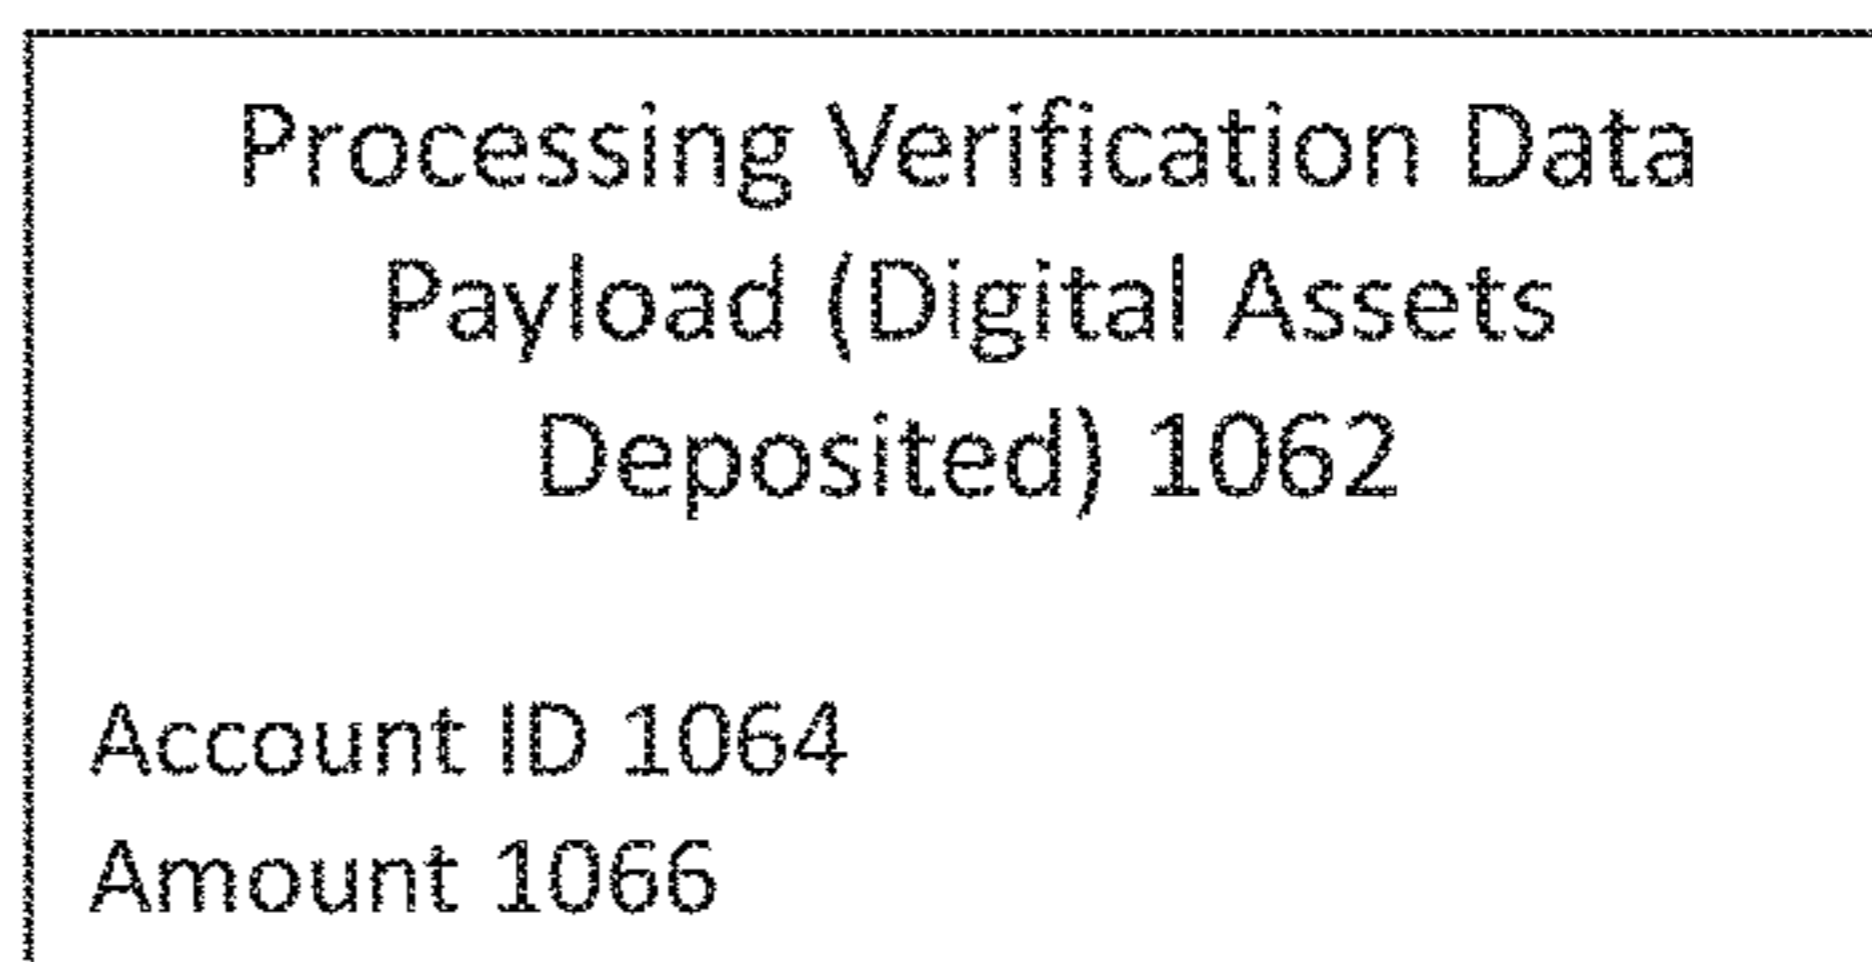 Processing Verification Data
Payload (Digital Assets
Deposited) 1062
Account ID 1064
Amount 1066